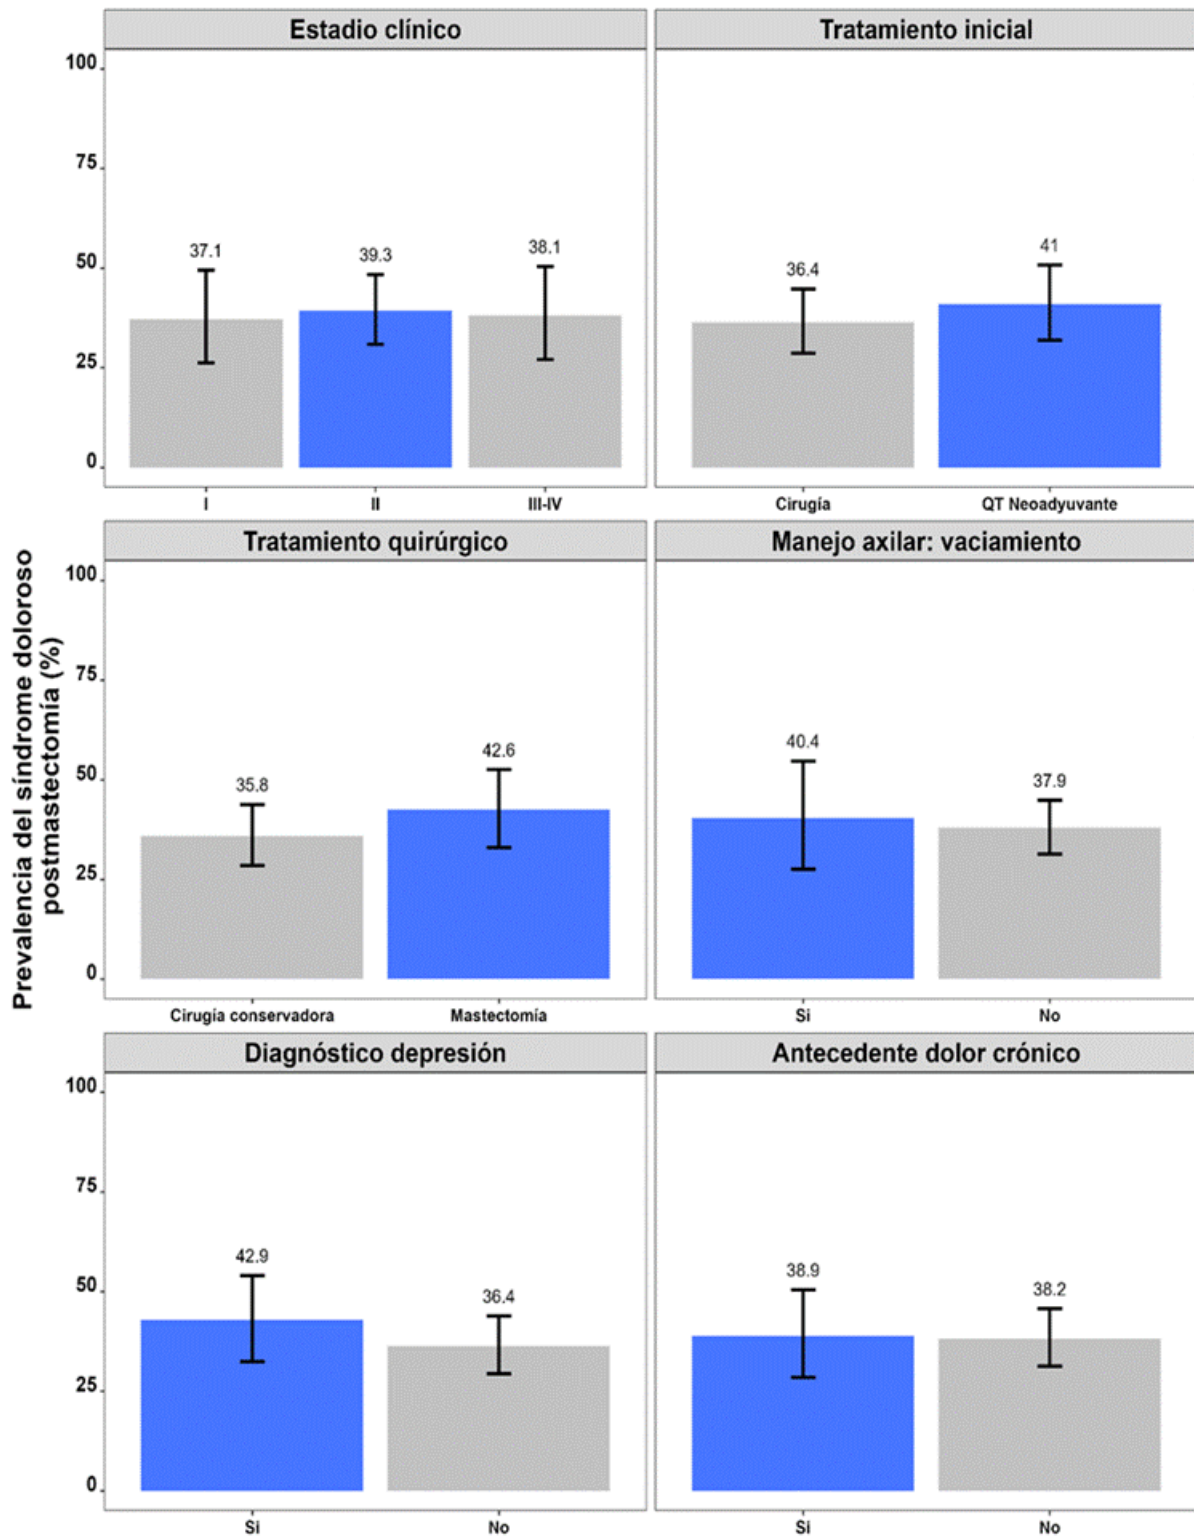 Prevalencia del síndrome doloroso
postmastectomía (%)
Estadio clínico
100
75
50
25
0
37.1
39.3
38.1
I
II
III-IV
Tratamiento inicial
36.4
41
Cirugía
QT Neoadyuvante
Tratamiento quirúrgico
100
75
50
25
0
35.8
42.6
Cirugía conservadora
Mastectomía
Manejo axilar: vaciamiento
40.4
37.9
Si
No
Diagnóstico depresión
100
75
50
25
0
42.9
36.4
Si
No
Antecedente dolor crónico
38.9
38.2
Si
No